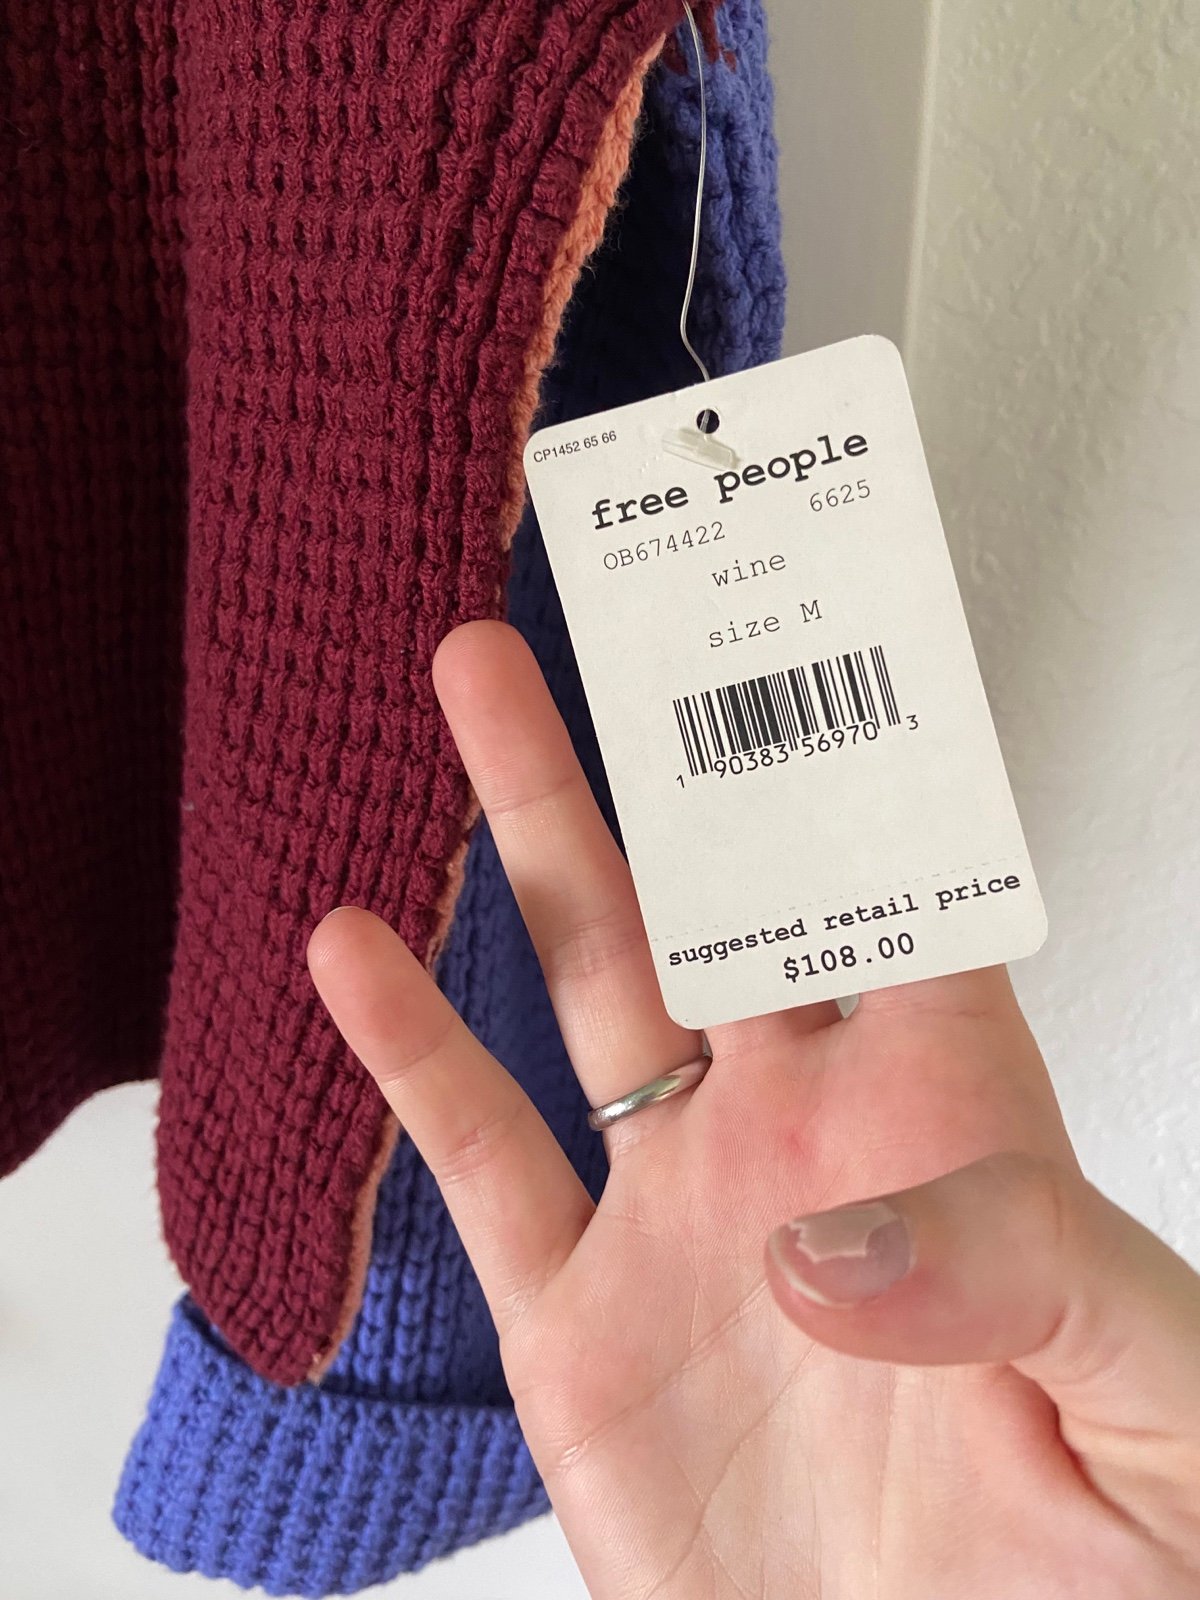 CP1452 65 66
free people
OB674422 6625
wine
size M
1 90383 56970 3
suggested retail price
$108.00